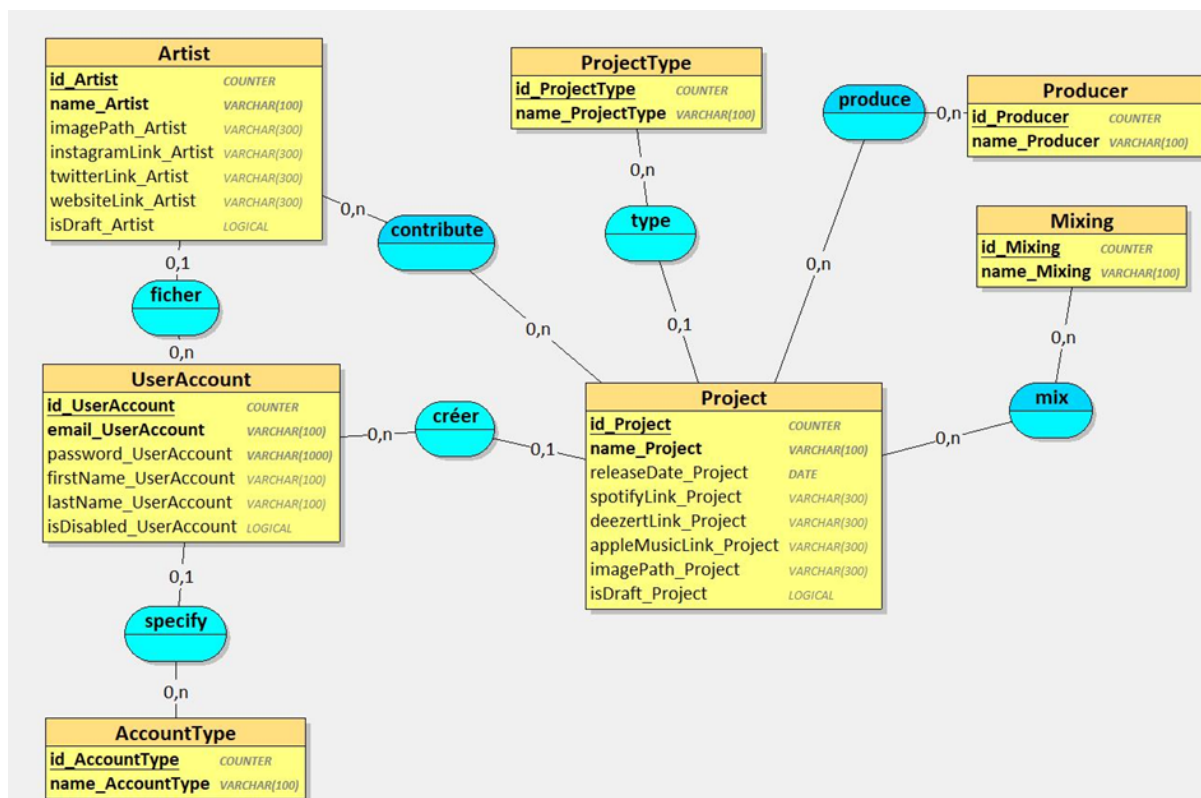 Artist
id_Artist COUNTER
name_Artist VARCHAR(100)
imagePath_Artist VARCHAR(300)
instagramLink_Artist VARCHAR(300)
twitterLink_Artist VARCHAR(300)
websiteLink_Artist VARCHAR(300)
isDraft_Artist LOGICAL
ProjectType
id_ProjectType COUNTER
name_ProjectType VARCHAR(100)
produce
0,n
Producer
id_Producer COUNTER
name_Producer VARCHAR(100)
0,n
contribute
0,n
type
Mixing
id_Mixing COUNTER
name_Mixing VARCHAR(100)
0,1
ficher
0,n
0,n
0,1
0,n
0,n
UserAccount
id_UserAccount COUNTER
email_UserAccount VARCHAR(100)
password_UserAccount VARCHAR(1000)
firstName_UserAccount VARCHAR(100)
lastName_UserAccount VARCHAR(100)
isDisabled_UserAccount LOGICAL
0,n
créer
0,1
Project
id_Project COUNTER
name_Project VARCHAR(100)
releaseDate_Project DATE
spotifyLink_Project VARCHAR(300)
deezertLink_Project VARCHAR(300)
appleMusicLink_Project VARCHAR(300)
imagePath_Project VARCHAR(300)
isDraft_Project LOGICAL
mix
0,n
0,1
specify
0,n
AccountType
id_AccountType COUNTER
name_AccountType VARCHAR(100)